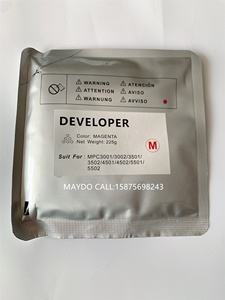 WARNING
ATENCIÓN
ATTENTION
AVISO
WARNUNG
AVVISO
DEVELOPER
Color: MAGENTA
Net Weight: 225g
M
Suit For : MPC3001/3002/3501/
3502/4501/4502/5501/
5502
MAYDO CALL:15875698243